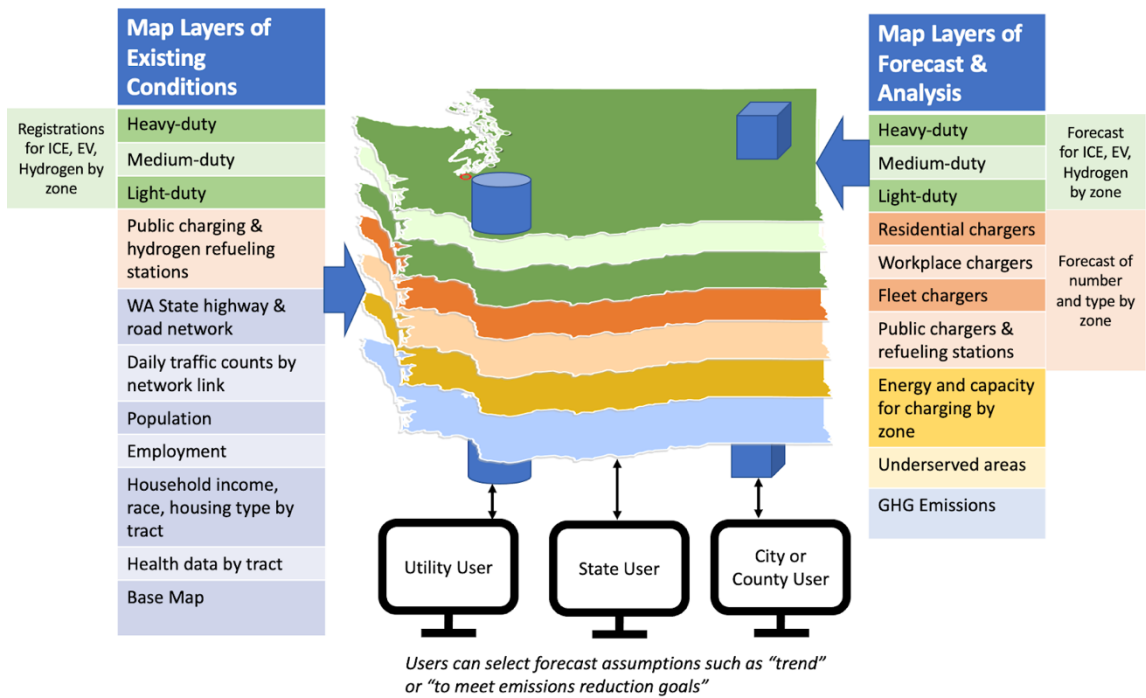 Map Layers of
Existing
Conditions
Registrations
for ICE, EV,
Hydrogen by
zone
Heavy-duty
Medium-duty
Light-duty
Public charging &
hydrogen refueling
stations
WA State highway &
road network
Daily traffic counts by
network link
Population
Employment
Household income,
race, housing type by
tract
Health data by tract
Base Map
Map Layers of
Forecast &
Analysis
Heavy-duty
Medium-duty
Light-duty
Residential chargers
Workplace chargers
Fleet chargers
Public chargers &
refueling stations
Energy and capacity
for charging by
zone
Underserved areas
GHG Emissions
Forecast
for ICE, EV,
Hydrogen
by zone
Forecast of
number
and type by
zone
Utility User
State User
City or
County User
Users can select forecast assumptions such as “trend”
or “to meet emissions reduction goals”